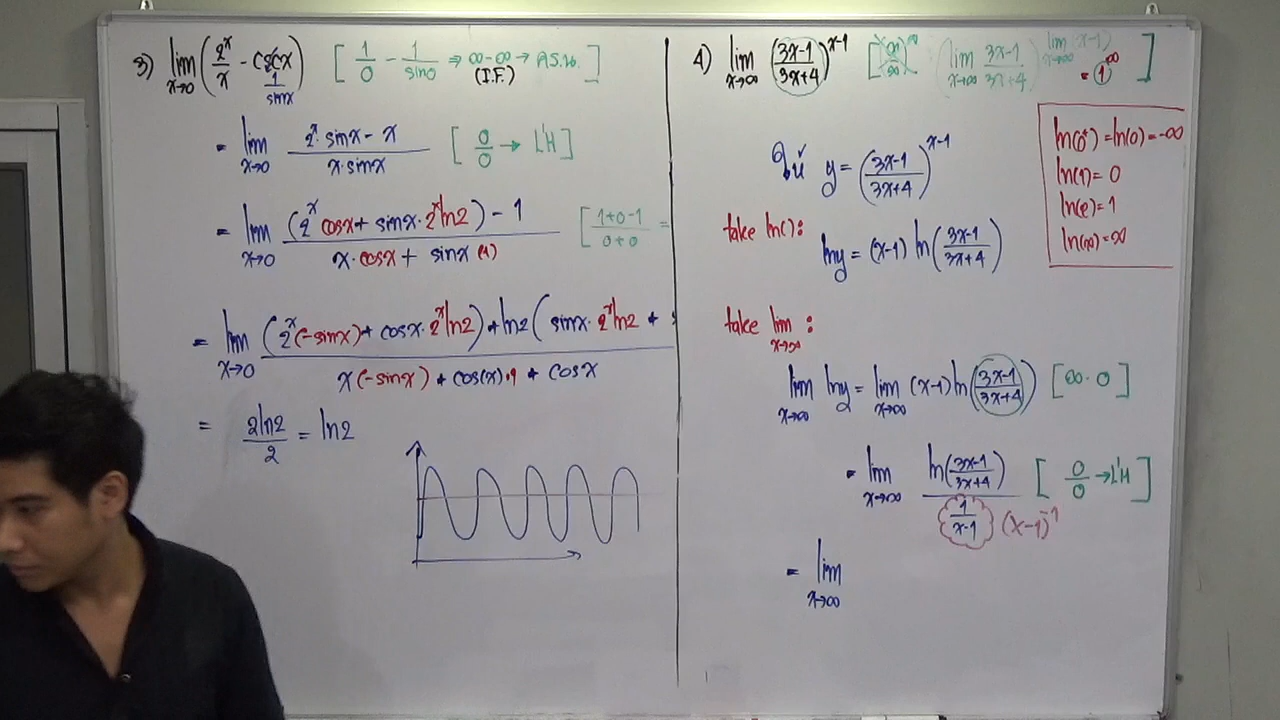 3) lim x→0 (2^x/x - cscx) [ 1/0 - 1/sin0 ⇒ ∞-∞ → ]
1/sinx
(I.F.)
= lim x→0 (2^x · sinx - x)/(x·sinx) [ 0/0 → L'H ]
= lim x→0 ((2^x cosx + sinx·2^x ln2) - 1)/(x·cosx + sinx (1)) [ (1+0-1)/(0+0) =
= lim x→0 ((2^x(-sinx) + cosx·2^x ln2) + ln2(sinx·2^x ln2 +)/(x(-sinx) + cos(x)·1 + cosx)
= 2ln2/2 = ln2
4) lim x→∞ ((3x-1)/(3x+4))^(x-1) [ (∞/∞)^∞ (lim x→∞ (3x-1)/(3x+4))^(lim x→∞ (x-1)) = 1^∞ ]
ให้ y = ((3x-1)/(3x+4))^(x-1)
take ln():
lny = (x-1) ln((3x-1)/(3x+4))
take lim x→∞ :
lim x→∞ lny = lim x→∞ (x-1)ln((3x-1)/(3x+4)) [∞·0]
= lim x→∞ ln((3x-1)/(3x+4))/(1/(x-1)) [ 0/0 → L'H ]
(x-1)^-1
= lim x→∞
ln(0⁺) = ln(0) = -∞
ln(1) = 0
ln(e) = 1
ln(∞) = ∞